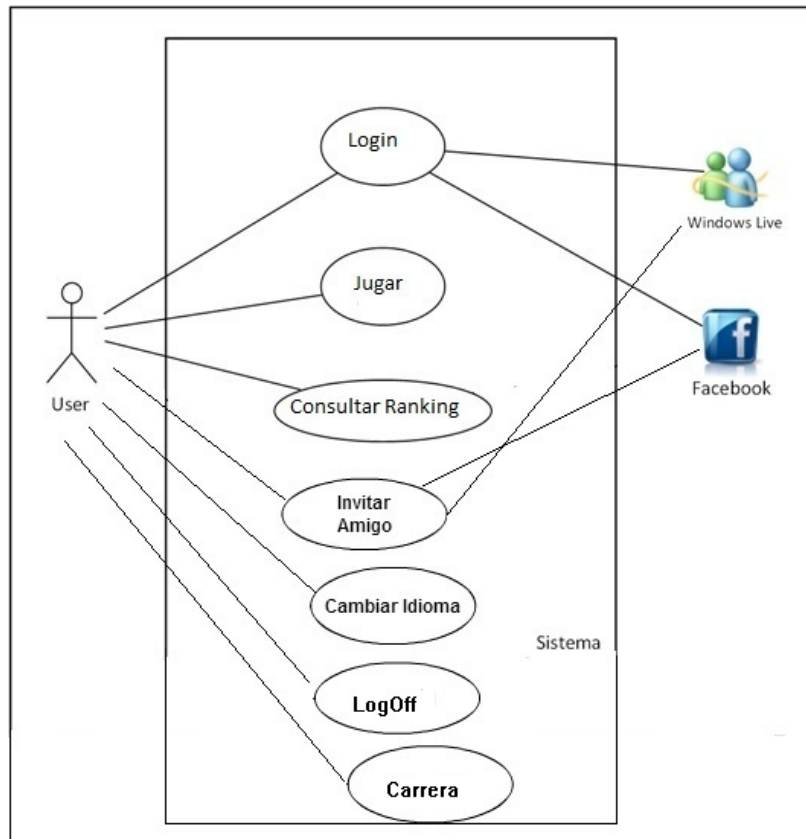 Login
Windows Live
Jugar
Facebook
User
Consultar Ranking
Invitar
Amigo
Cambiar Idioma
Sistema
LogOff
Carrera